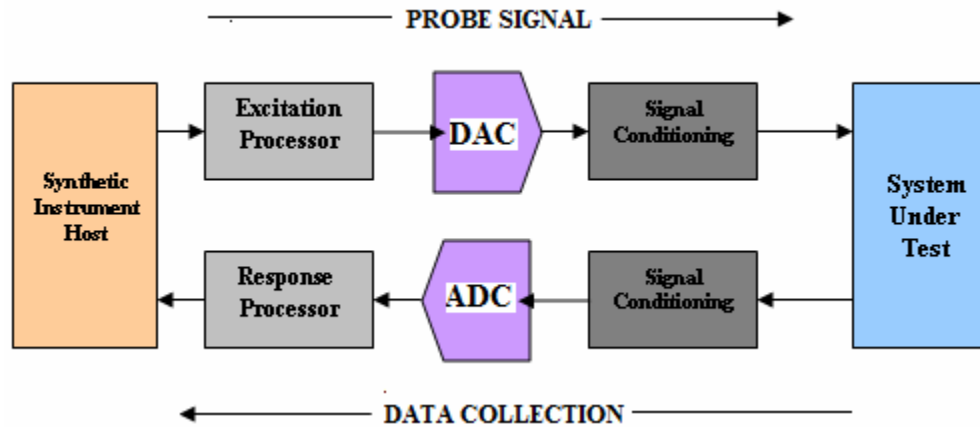 PROBE SIGNAL
Synthetic
Instrument
Host
Excitation
Processor
DAC
Signal
Conditioning
System
Under
Test
Response
Processor
ADC
Signal
Conditioning
DATA COLLECTION